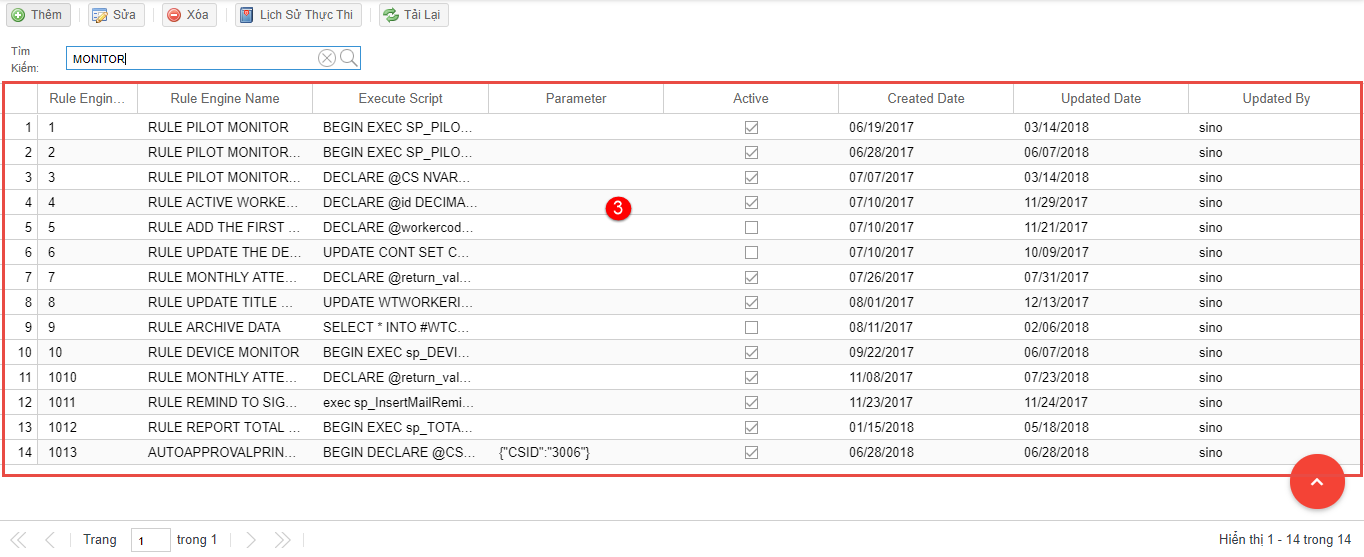 Thêm Sửa Xóa Lịch Sử Thực Thi Tải Lại
Tìm Kiếm: MONITOR
Rule Engin... Rule Engine Name Execute Script Parameter Active Created Date Updated Date Updated By
1 1 RULE PILOT MONITOR BEGIN EXEC SP_PILO... 06/19/2017 03/14/2018 sino
2 2 RULE PILOT MONITOR... BEGIN EXEC SP_PILO... 06/28/2017 06/07/2018 sino
3 3 RULE PILOT MONITOR... DECLARE @CS NVAR... 07/07/2017 03/14/2018 sino
4 4 RULE ACTIVE WORKE... DECLARE @id DECIMA... 07/10/2017 11/29/2017 sino
3
5 5 RULE ADD THE FIRST ... DECLARE @workercod... 07/10/2017 11/21/2017 sino
6 6 RULE UPDATE THE DE... UPDATE CONT SET C... 07/10/2017 10/09/2017 sino
7 7 RULE MONTHLY ATTE... DECLARE @return_val... 07/26/2017 07/31/2017 sino
8 8 RULE UPDATE TITLE ... UPDATE WTWORKERI... 08/01/2017 12/13/2017 sino
9 9 RULE ARCHIVE DATA SELECT * INTO #WTC... 08/11/2017 02/06/2018 sino
10 10 RULE DEVICE MONITOR BEGIN EXEC sp_DEVI... 09/22/2017 06/07/2018 sino
11 1010 RULE MONTHLY ATTE... DECLARE @return_val... 11/08/2017 07/23/2018 sino
12 1011 RULE REMIND TO SIG... exec sp_InsertMailRemi... 11/23/2017 11/24/2017 sino
13 1012 RULE REPORT TOTAL ... BEGIN EXEC sp_TOTA... 01/15/2018 05/18/2018 sino
14 1013 AUTOAPPROVALPRIN... BEGIN DECLARE @CS... {"CSID":"3006"} 06/28/2018 06/28/2018 sino
Trang 1 trong 1 Hiển thị 1 - 14 trong 14